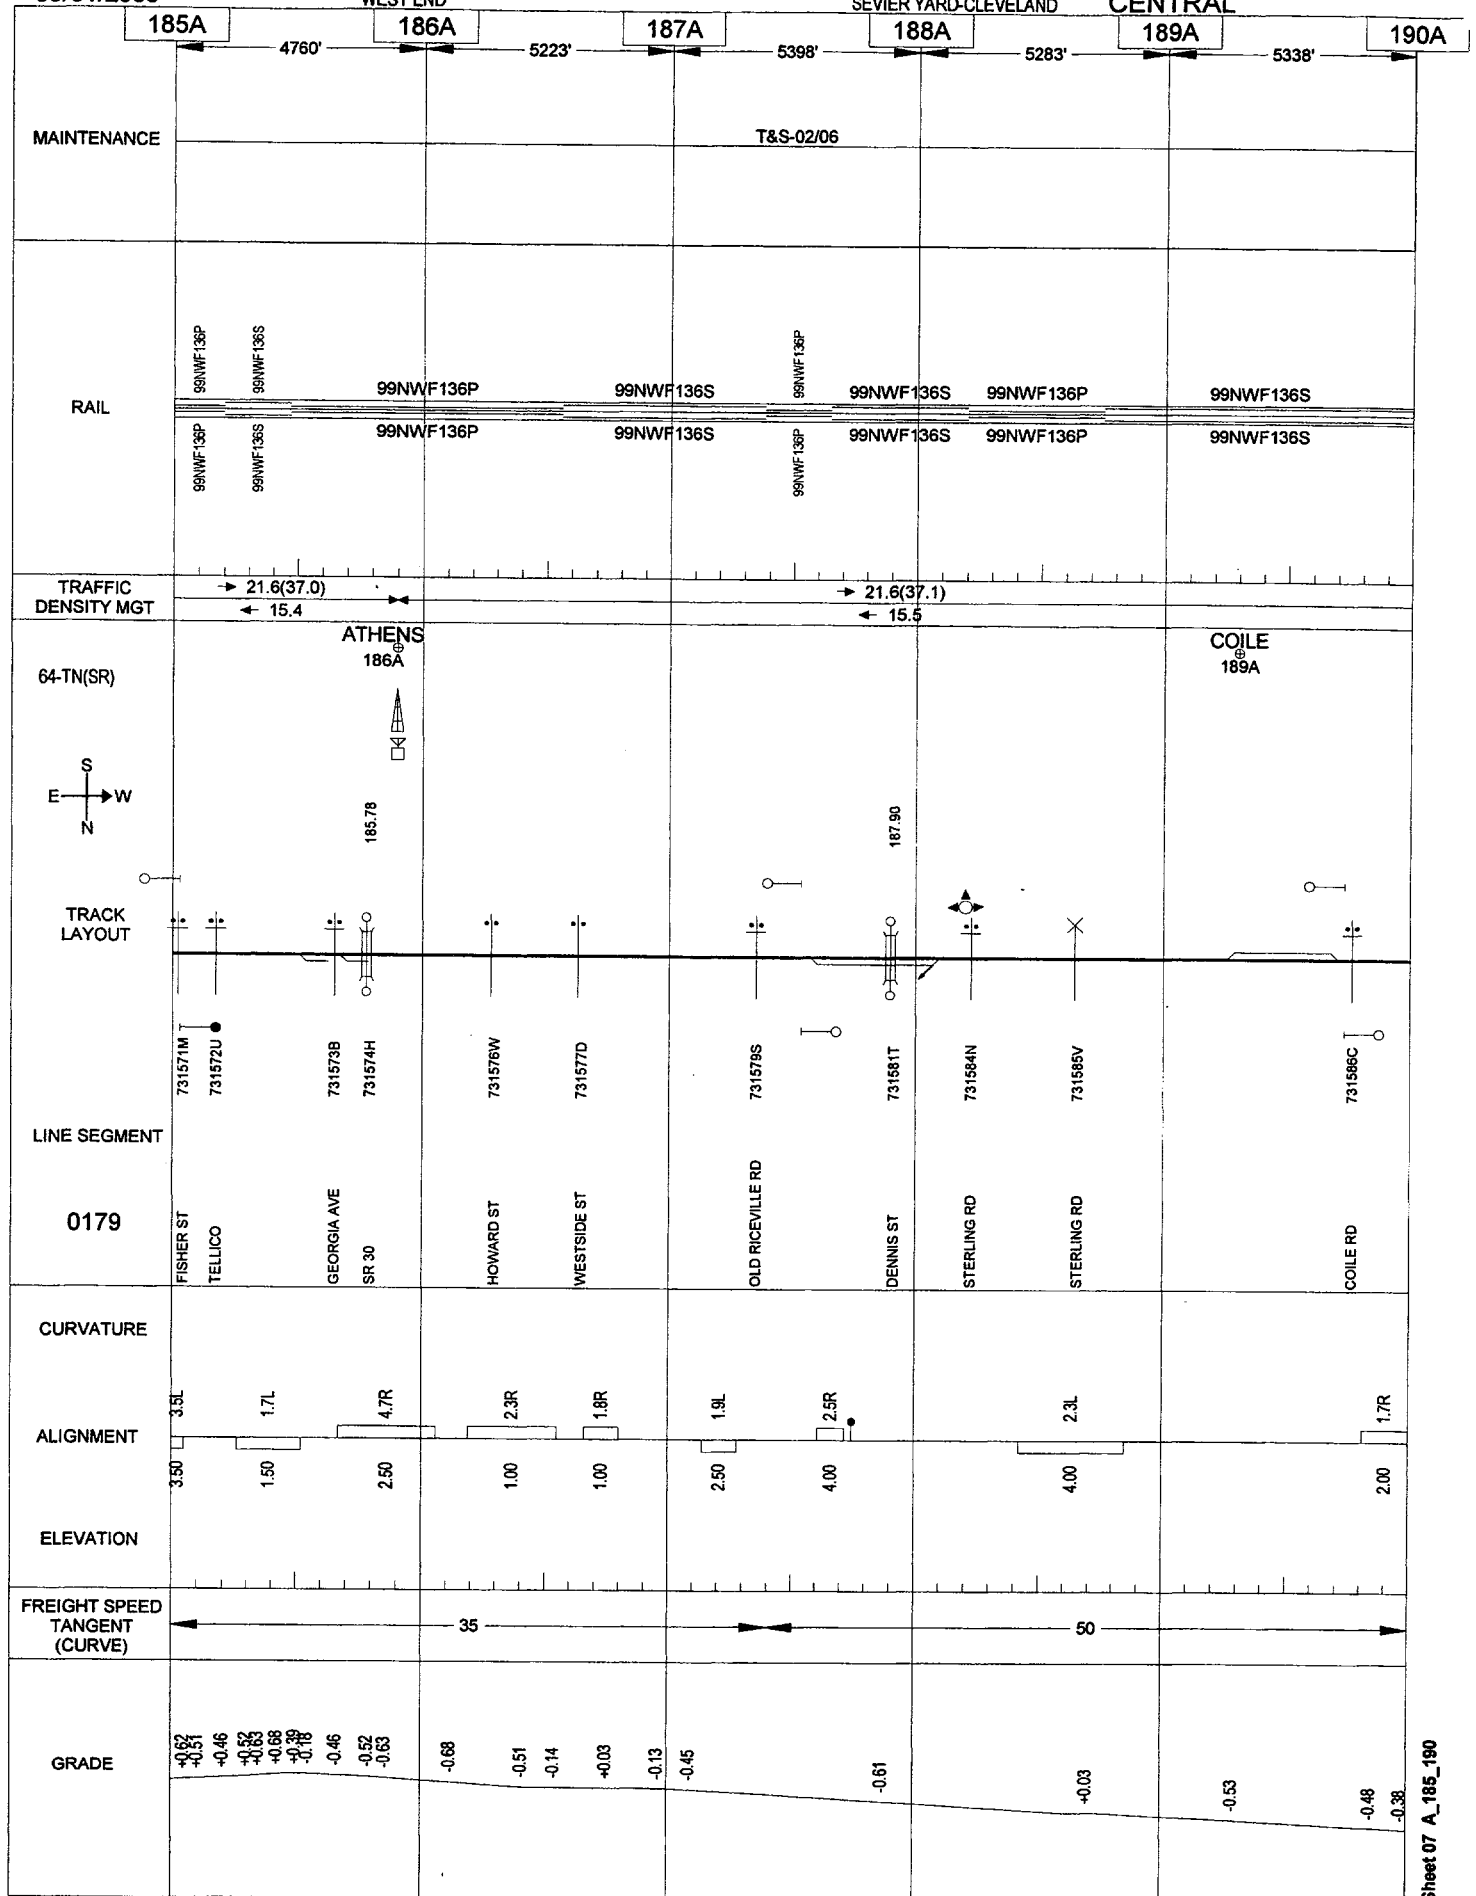 WEST END
SEVIER YARD-CLEVELAND CENTRAL
185A 186A 187A 188A 189A 190A
4760' 5223' 5398' 5283' 5338'
MAINTENANCE
T&S-02/06
99NWF136P 99NWF136S 99NWF136P
99NWF136P 99NWF136S 99NWF136S 99NWF136P 99NWF136S
RAIL
99NWF136P 99NWF136S 99NWF136S 99NWF136P 99NWF136S
99NWF136P 99NWF136S 99NWF136P
TRAFFIC
DENSITY MGT
21.6(37.0) 21.6(37.1)
15.4 15.5
ATHENS COILE
186A 189A
64-TN(SR)
S
E W
N
185.78 187.90
TRACK
LAYOUT
731571M 731572U 731573B 731574H 731576W 731577D 731579S 731581T 731584N 731585V 731586C
LINE SEGMENT
0179
FISHER ST
TELLICO
GEORGIA AVE
SR 30
HOWARD ST
WESTSIDE ST
OLD RICEVILLE RD
DENNIS ST
STERLING RD
STERLING RD
COILE RD
CURVATURE
3.5L 1.7L 4.7R 2.3R 1.8R 1.9L 2.5R 2.3L 1.7R
ALIGNMENT
3.50 1.50 2.50 1.00 1.00 2.50 4.00 4.00 2.00
ELEVATION
FREIGHT SPEED
TANGENT
(CURVE)
35 50
GRADE
+0.62 +0.51 +0.46 +0.52 +0.63 +0.68 +0.39 -0.18 -0.46 -0.52 -0.63 -0.68 -0.51 -0.14 +0.03 -0.13 -0.45 -0.61 +0.03 -0.53 -0.48 -0.38
Sheet 07 A_185_190